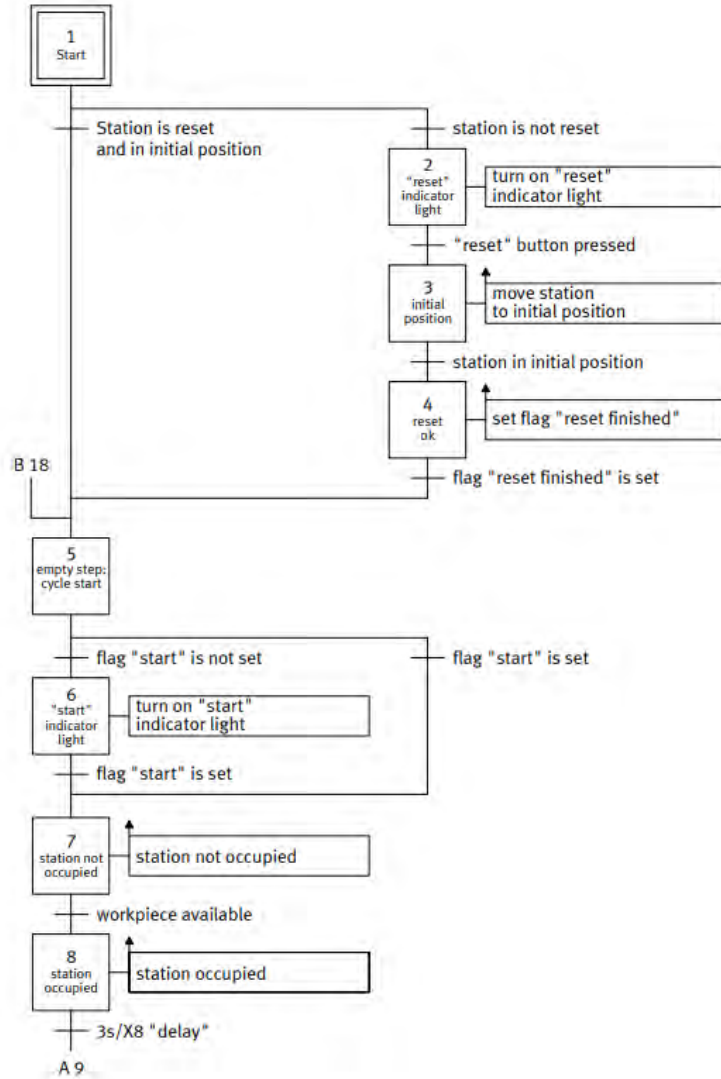 1
Start
Station is reset
and in initial position
station is not reset
2
"reset"
indicator
light
turn on "reset"
indicator light
"reset" button pressed
3
initial
position
move station
to initial position
station in initial position
4
reset
ok
set flag "reset finished"
flag "reset finished" is set
B 18
5
empty step:
cycle start
flag "start" is not set
flag "start" is set
6
"start"
indicator
light
turn on "start"
indicator light
flag "start" is set
7
station not
occupied
station not occupied
workpiece available
8
station
occupied
station occupied
3s/X8 "delay"
A 9